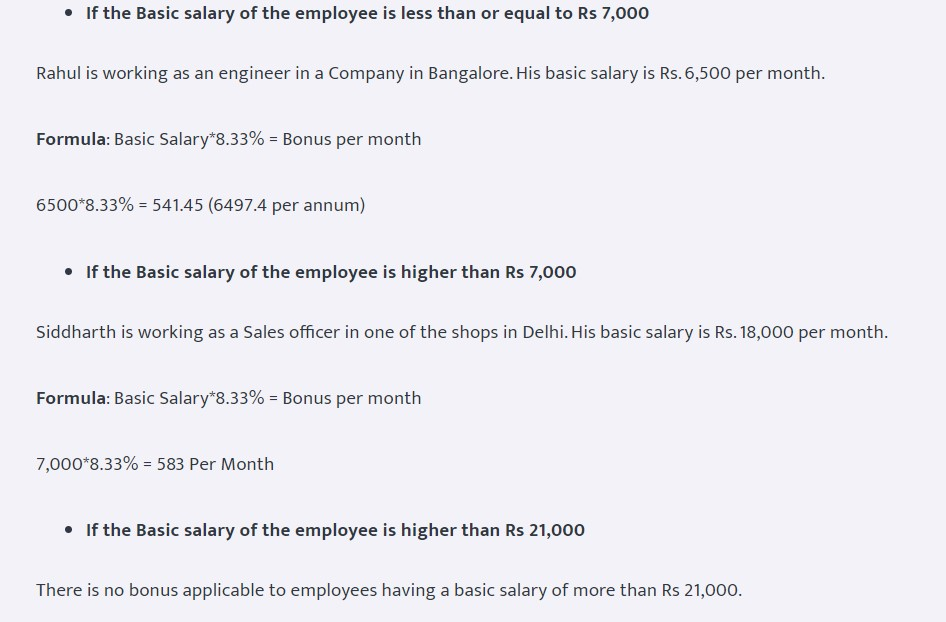 • If the Basic salary of the employee is less than or equal to Rs 7,000
Rahul is working as an engineer in a Company in Bangalore. His basic salary is Rs. 6,500 per month.
Formula: Basic Salary*8.33% = Bonus per month
6500*8.33% = 541.45 (6497.4 per annum)
• If the Basic salary of the employee is higher than Rs 7,000
Siddharth is working as a Sales officer in one of the shops in Delhi. His basic salary is Rs. 18,000 per month.
Formula: Basic Salary*8.33% = Bonus per month
7,000*8.33% = 583 Per Month
• If the Basic salary of the employee is higher than Rs 21,000
There is no bonus applicable to employees having a basic salary of more than Rs 21,000.